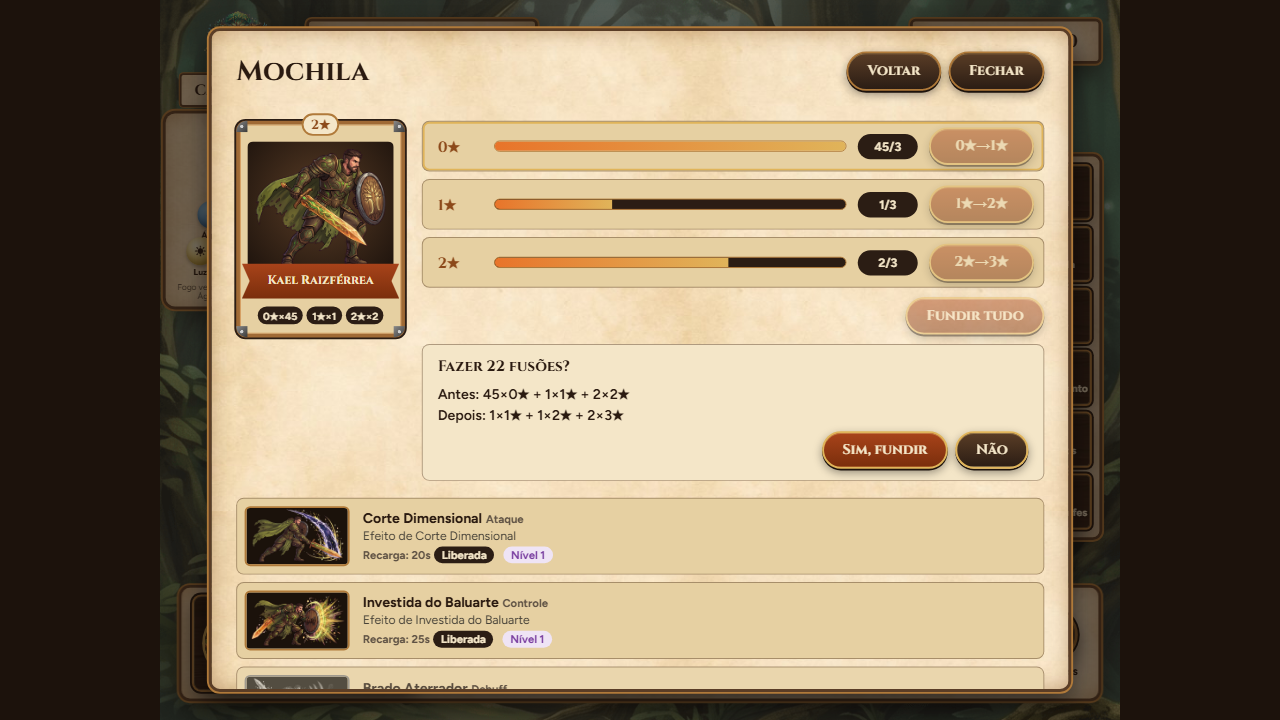 Mochila
Voltar
Fechar
2★
Kael Raizférrea
0★×45 1★×1 2★×2
0★ 45/3 0★→1★
1★ 1/3 1★→2★
2★ 2/3 2★→3★
Fundir tudo
Fazer 22 fusões?
Antes: 45×0★ + 1×1★ + 2×2★
Depois: 1×1★ + 1×2★ + 2×3★
Sim, fundir
Não
Corte Dimensional Ataque
Efeito de Corte Dimensional
Recarga: 20s Liberada Nível 1
Investida do Baluarte Controle
Efeito de Investida do Baluarte
Recarga: 25s Liberada Nível 1
Brado Aterrador Debuff